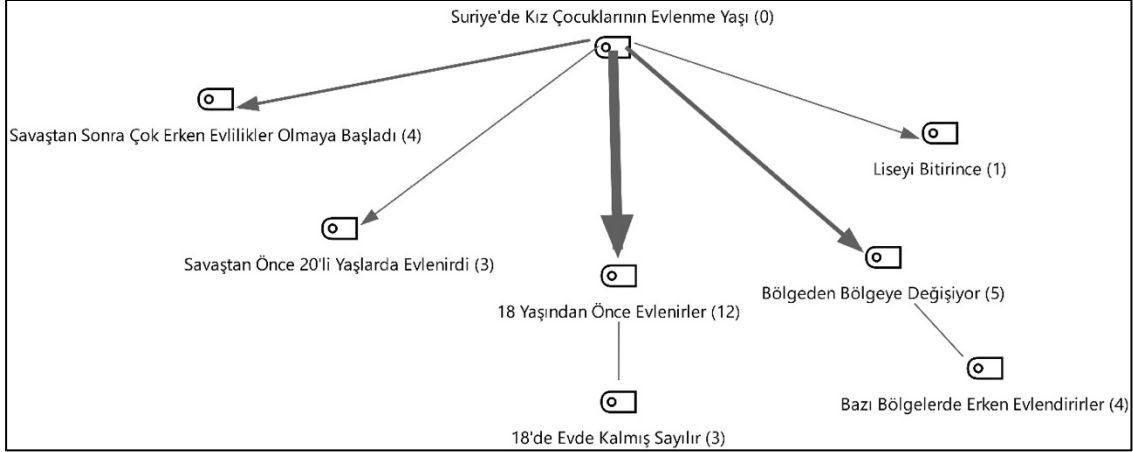 Suriye'de Kız Çocuklarının Evlenme Yaşı (0)
Savaştan Sonra Çok Erken Evlilikler Olmaya Başladı (4)
Liseyi Bitirince (1)
Savaştan Önce 20'li Yaşlarda Evlenirdi (3)
18 Yaşından Önce Evlenirler (12)
Bölgeden Bölgeye Değişiyor (5)
18'de Evde Kalmış Sayılır (3)
Bazı Bölgelerde Erken Evlendirirler (4)